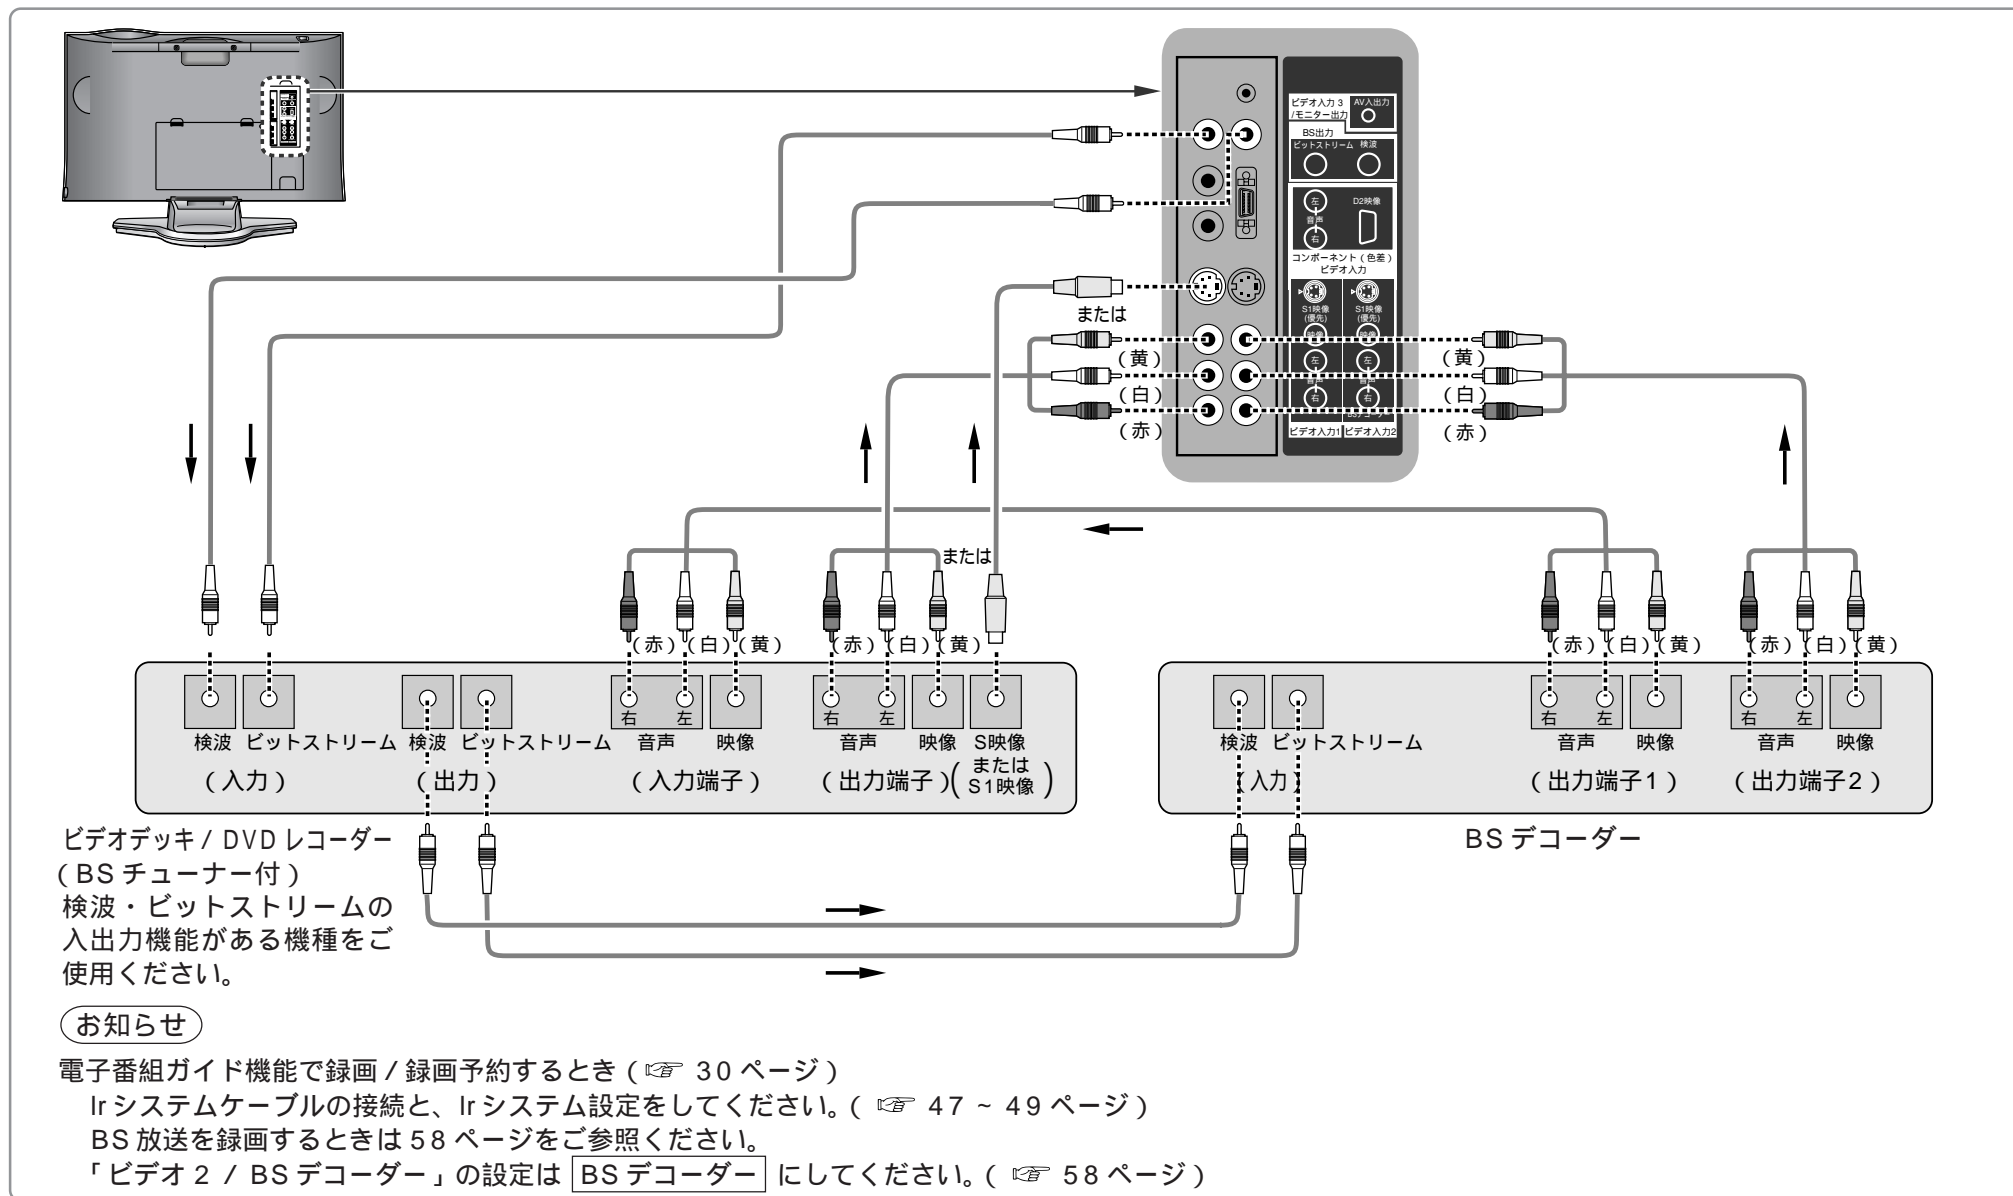 ビデオ入力 3
/モニター出力
AV入出力
BS出力
ビットストリーム 検波
左
D2映像
音声
右
コンポーネント ( 色差 )
ビデオ入力
S1映像 S1映像
(優先) (優先)
映像 映像
左 左
音声 音声
右 右
BSデコーダー
ビデオ入力1 ビデオ入力2
または
( 黄 ) ( 黄 )
( 白 ) ( 白 )
( 赤 ) ( 赤 )
または
( 赤 ) ( 白 ) ( 黄 ) ( 赤 ) ( 白 ) ( 黄 ) ( 赤 ) ( 白 ) ( 黄 ) ( 赤 ) ( 白 ) ( 黄 )
右 左 右 左 右 左 右 左
検波 ビットストリーム 検波 ビットストリーム 音声 映像 音声 映像 S映像 検波 ビットストリーム 音声 映像 音声 映像
( 入力 ) ( 出力 ) ( 入力端子 ) ( 出力端子 ) ( または ) ( 入力 ) ( 出力端子1 ) ( 出力端子2 )
S1映像
ビデオデッキ / DVD レコーダー
( BS チューナー付 )
検波・ビットストリームの
入出力機能がある機種をご
使用ください。
BS デコーダー
お知らせ
電子番組ガイド機能で録画 / 録画予約するとき ( ☞ 30 ページ )
Ir システムケーブルの接続と、Ir システム設定をしてください。( ☞ 47 ~ 49 ページ )
BS 放送を録画するときは 58 ページをご参照ください。
「 ビデオ 2 / BS デコーダー 」の設定は BS デコーダー にしてください。( ☞ 58 ページ )